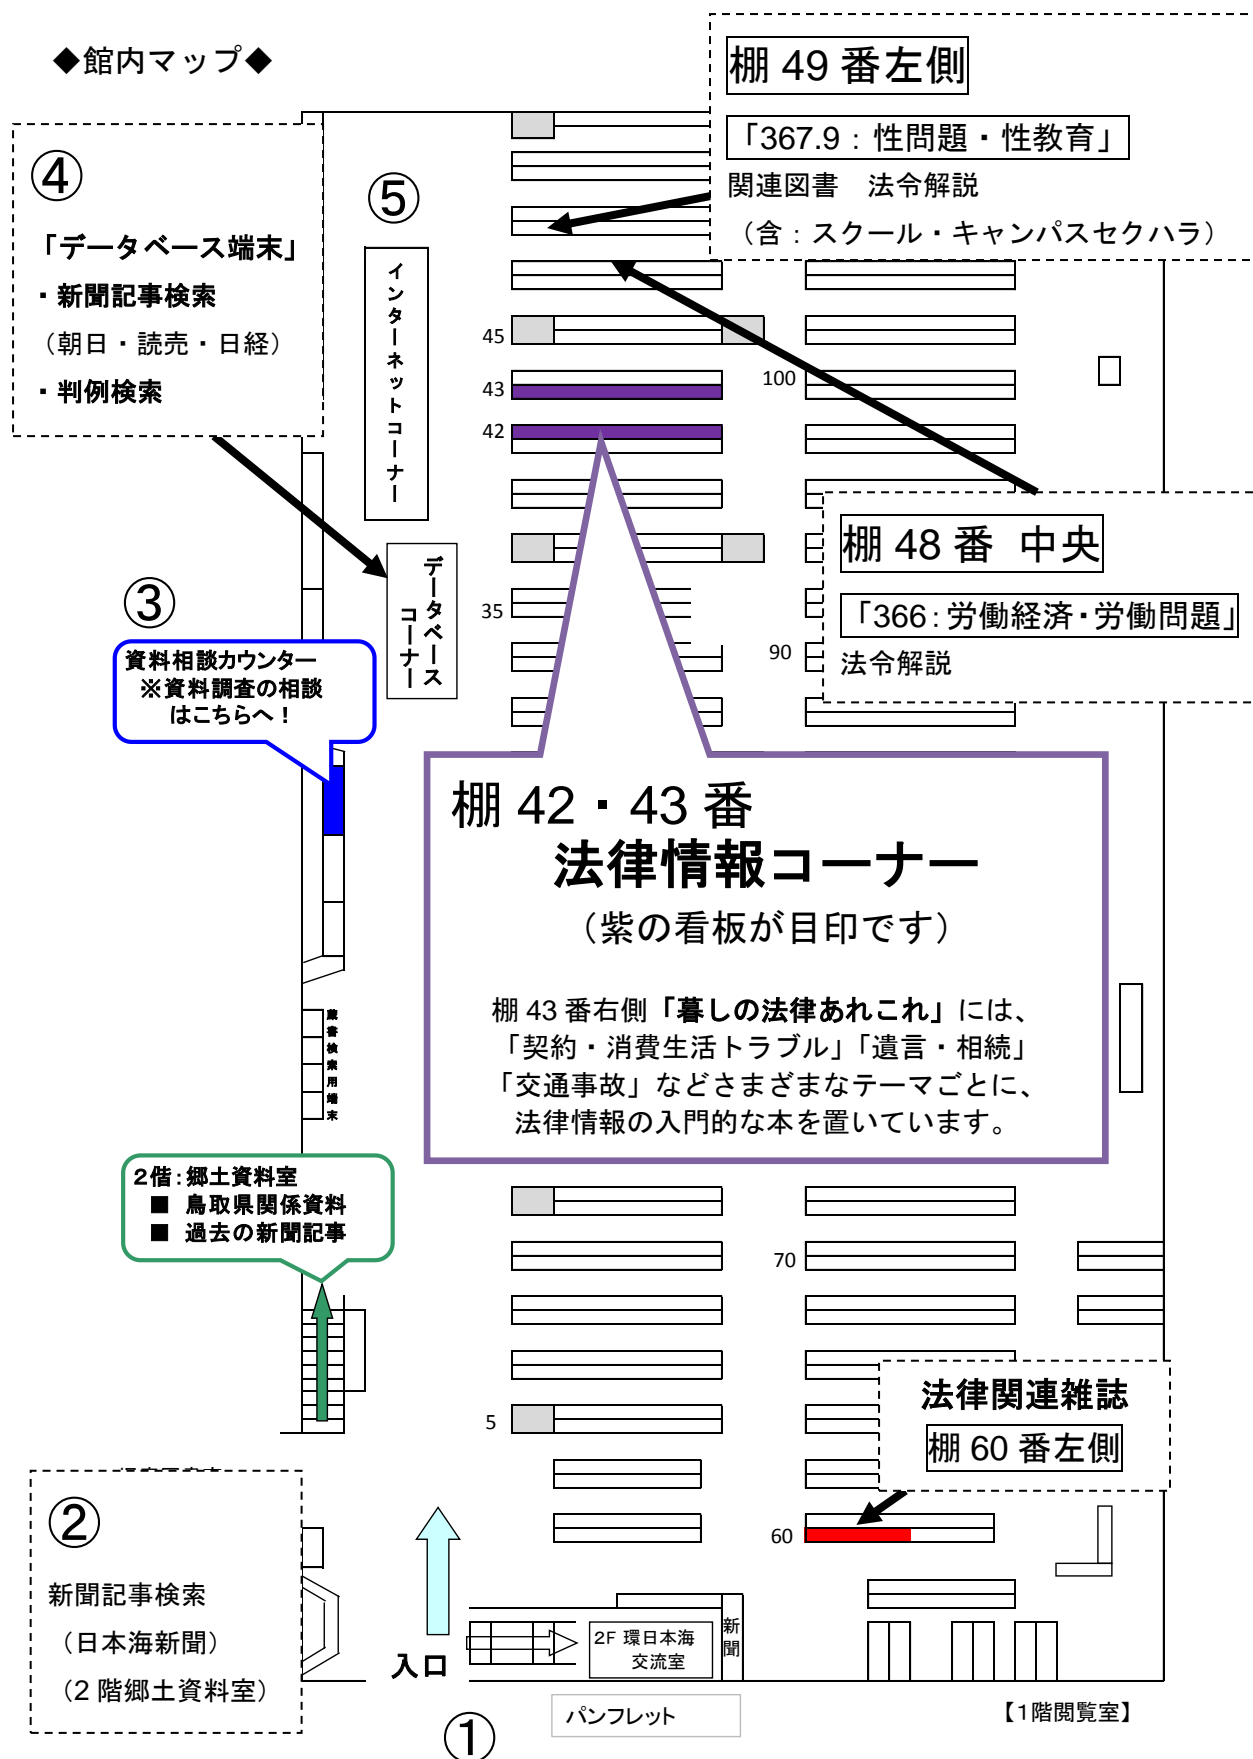 ◆館内マップ◆
棚 49 番左側
「367.9：性問題・性教育」
関連図書　法令解説
（含：スクール・キャンパスセクハラ）
④
「データベース端末」
・新聞記事検索
（朝日・読売・日経）
・判例検索
⑤
インターネットコーナー
45
43
42
100
棚 48 番 中央
「366：労働経済・労働問題」
法令解説
データベース
コーナー
35
90
③
資料相談カウンター
※資料調査の相談
はこちらへ！
棚 42・43 番
法律情報コーナー
（紫の看板が目印です）
棚 43 番右側「暮しの法律あれこれ」には、
「契約・消費生活トラブル」「遺言・相続」
「交通事故」などさまざまなテーマごとに、
法律情報の入門的な本を置いています。
蔵書検索用端末
2階：郷土資料室
■ 鳥取県関係資料
■ 過去の新聞記事
70
5
法律関連雑誌
棚 60 番左側
60
②
新聞記事検索
（日本海新聞）
（2 階郷土資料室）
入口
2F 環日本海
交流室
新聞
①
パンフレット
【1階閲覧室】